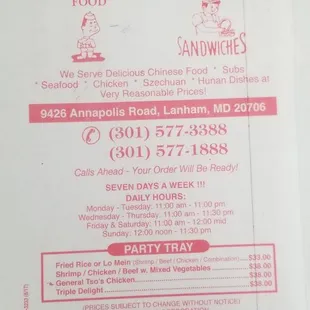 FOOD
SANDWICHES
We Serve Delicious Chinese Food * Subs
* Seafood * Chicken * Szechuan * Hunan Dishes at
Very Reasonable Prices!
9426 Annapolis Road, Lanham, MD 20706
(301) 577-3388
(301) 577-1888
Calls Ahead - Your Order Will Be Ready!
SEVEN DAYS A WEEK !!!
DAILY HOURS:
Monday - Tuesday: 11:00 am - 11:00 pm
Wednesday - Thursday: 11:00 am - 11:30 pm
Friday & Saturday: 11:00 am - 12:00 mid
Sunday: 12:00 noon - 11:30 pm
PARTY TRAY
Fried Rice or Lo Mein (Shrimp / Beef / Chicken / Combination) $33.00
Shrimp / Chicken / Beef w. Mixed Vegetables $38.00
General Tso's Chicken $38.00
Triple Delight $38.00
(PRICES SUBJECT TO CHANGE WITHOUT NOTICE)